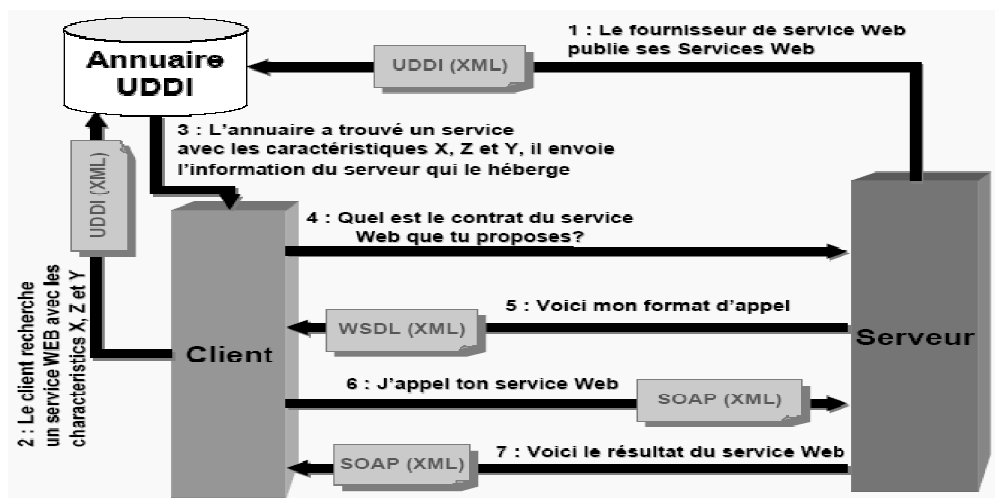 1 : Le fournisseur de service Web
publie ses Services Web
Annuaire
UDDI
UDDI (XML)
3 : L'annuaire a trouvé un service
avec les caractéristiques X, Z et Y, il envoie
l'information du serveur qui le héberge
UDDI (XML)
2 : Le client recherche
un service WEB avec les
characteristics X, Z et Y
4 : Quel est le contrat du service
Web que tu proposes?
5 : Voici mon format d'appel
WSDL (XML)
Client
Serveur
6 : J'appel ton service Web
SOAP (XML)
7 : Voici le résultat du service Web
SOAP (XML)